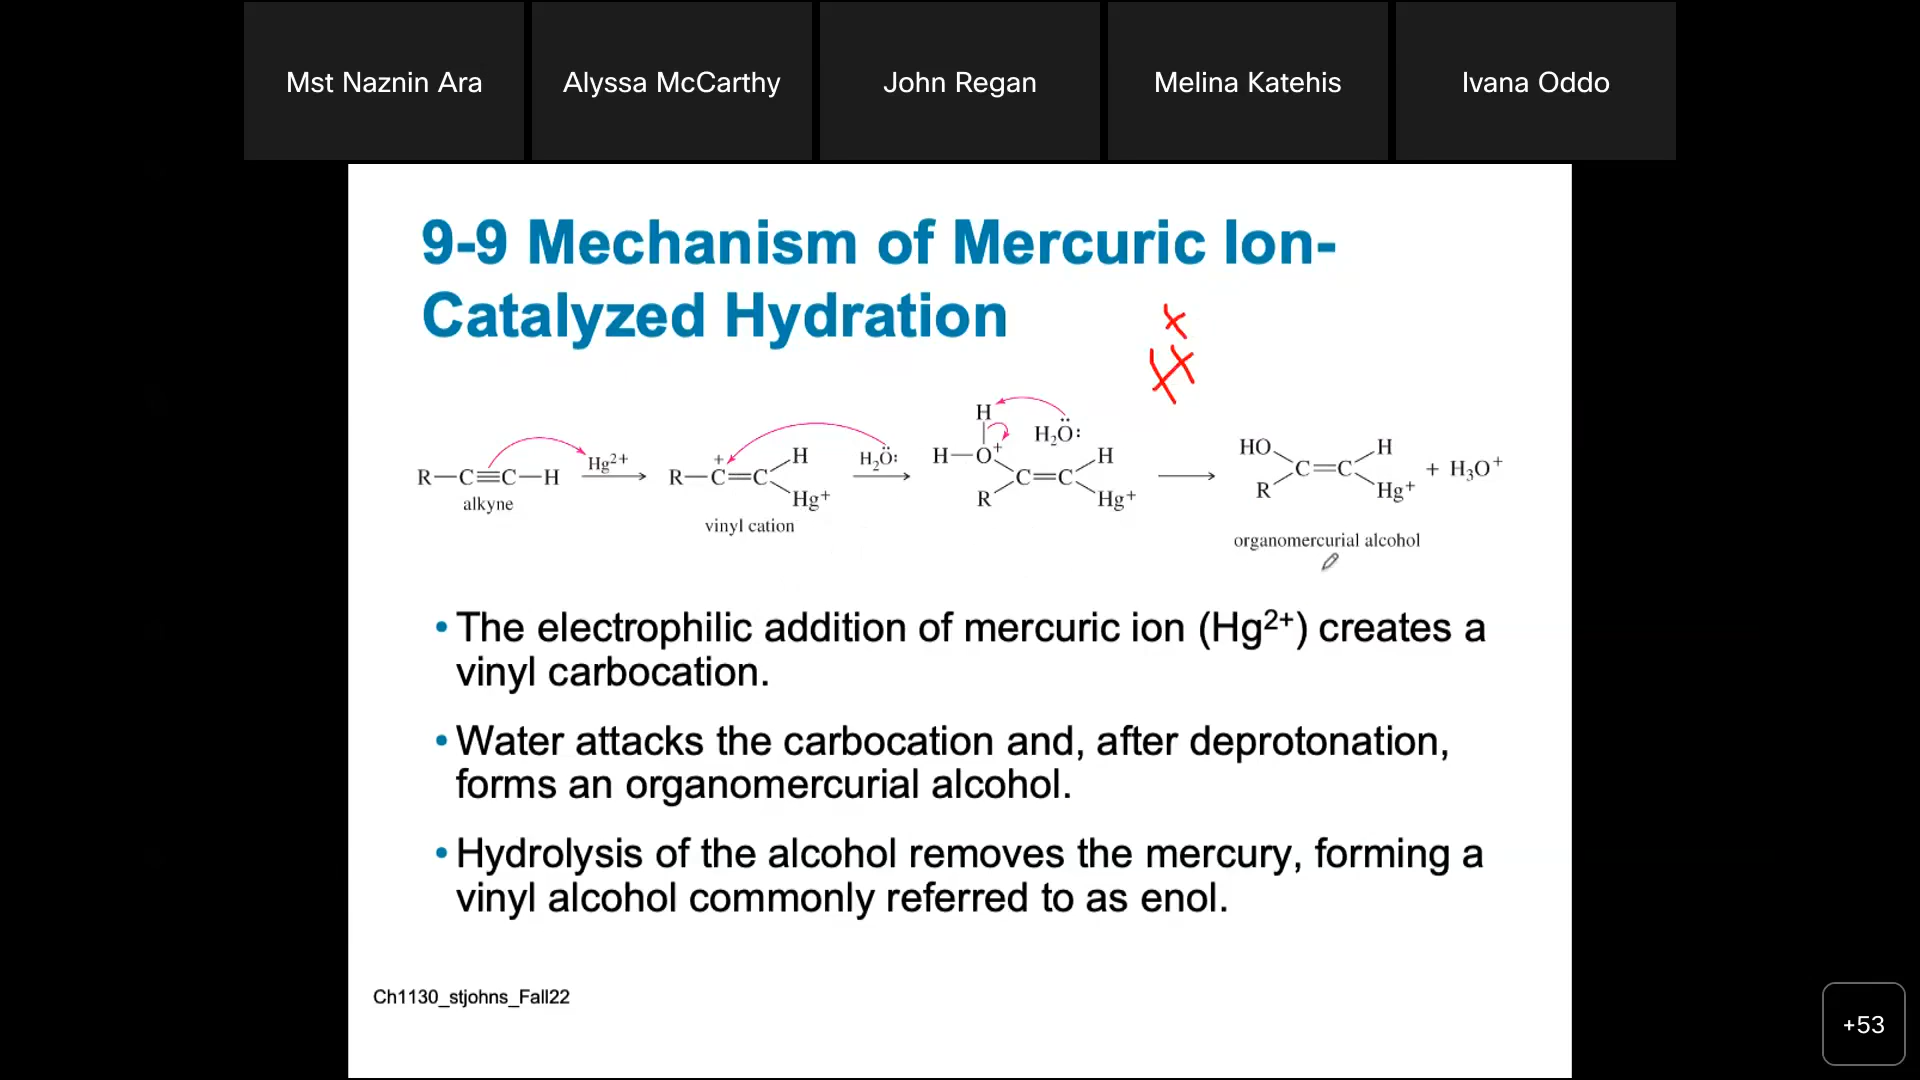 Mst Naznin Ara
Alyssa McCarthy
John Regan
Melina Katehis
Ivana Oddo
9-9 Mechanism of Mercuric Ion-
Catalyzed Hydration
R—C≡C—H
alkyne
Hg²⁺
R—C=C
+
H
Hg⁺
vinyl cation
H₂Ö:
H
H—O⁺
H₂Ö:
H
C=C
R
Hg⁺
HO
H
C=C
R
Hg⁺
+ H₃O⁺
organomercurial alcohol
• The electrophilic addition of mercuric ion (Hg²⁺) creates a
vinyl carbocation.
• Water attacks the carbocation and, after deprotonation,
forms an organomercurial alcohol.
• Hydrolysis of the alcohol removes the mercury, forming a
vinyl alcohol commonly referred to as enol.
Ch1130_stjohns_Fall22
+53